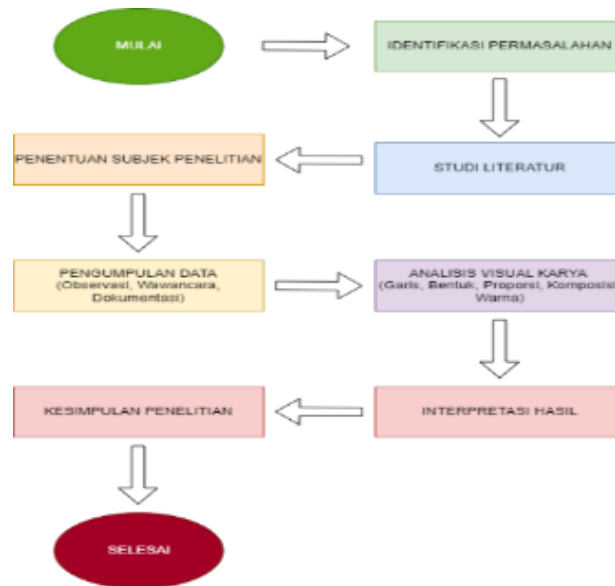 MULAI
IDENTIFIKASI PERMASALAHAN
STUDI LITERATUR
PENENTUAN SUBJEK PENELITIAN
PENGUMPULAN DATA
(Observasi, Wawancara,
Dokumentasi)
ANALISIS VISUAL KARYA
(Garis, Bentuk, Proporsi, Komposisi
Warna)
INTERPRETASI HASIL
KESIMPULAN PENELITIAN
SELESAI